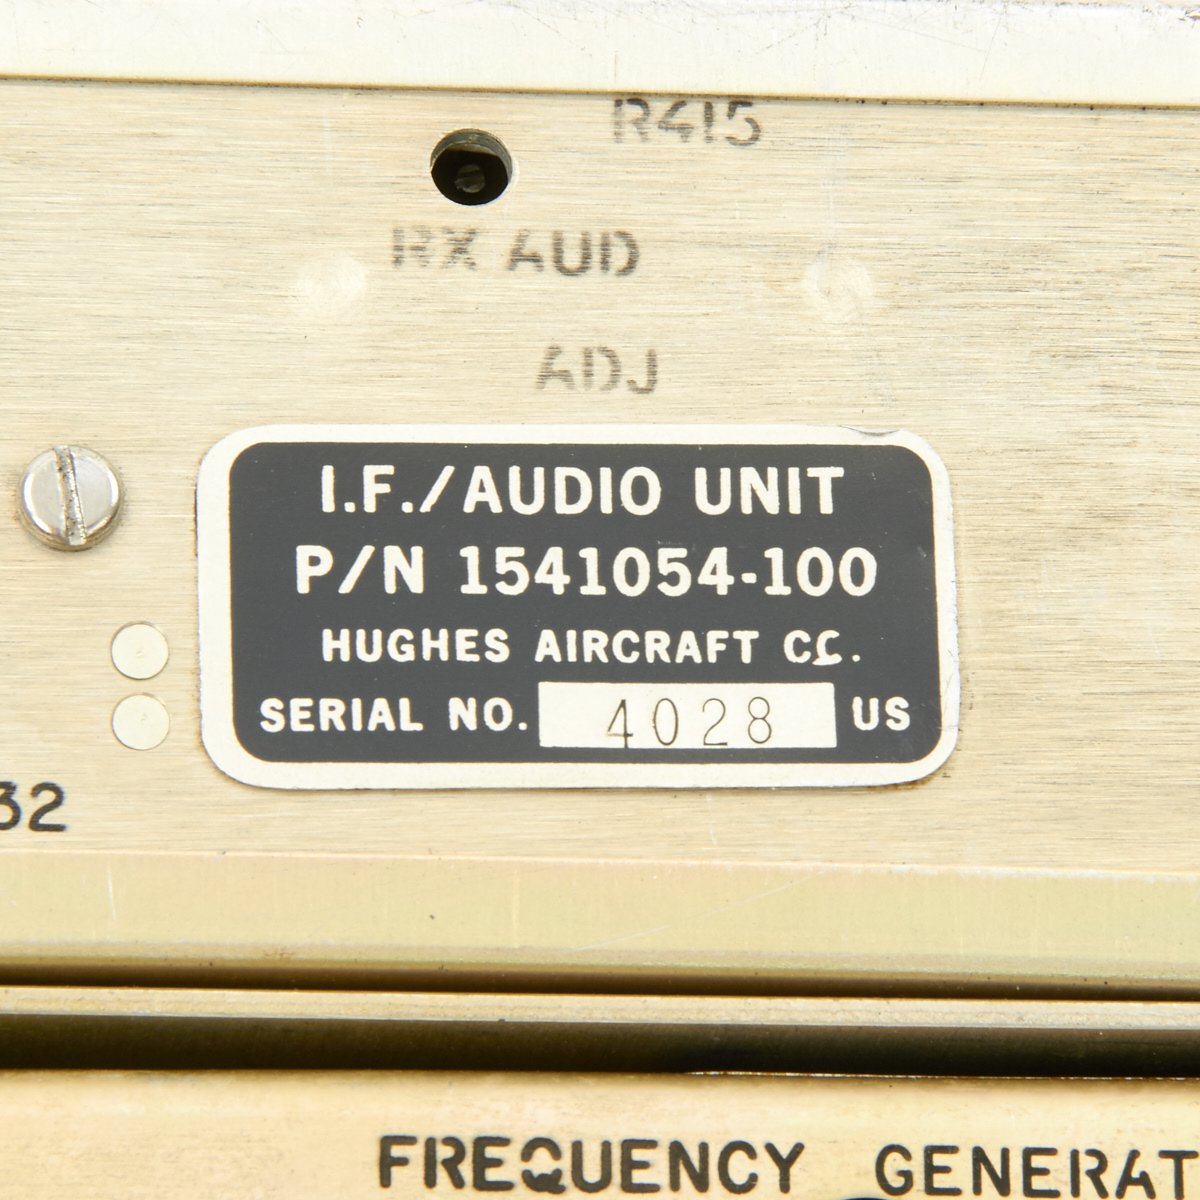 R415
RX AUD
ADJ
I.F./AUDIO UNIT
P/N 1541054-100
HUGHES AIRCRAFT CO.
SERIAL NO. 4028 US
32
FREQUENCY GENERAT